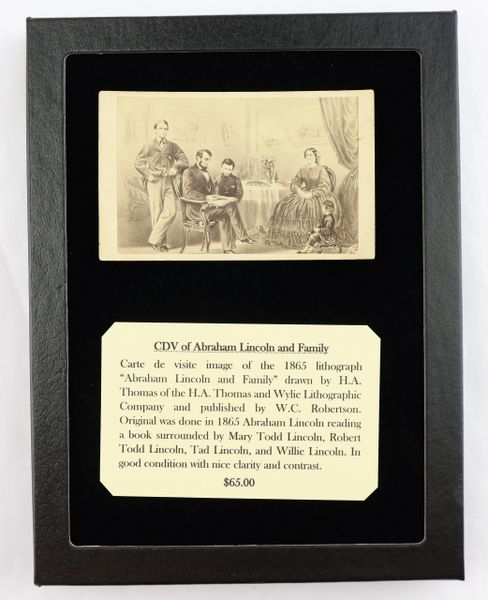 CDV of Abraham Lincoln and Family
Carte de visite image of the 1865 lithograph
“Abraham Lincoln and Family” drawn by H.A.
Thomas of the H.A. Thomas and Wylie Lithographic
Company and published by W.C. Robertson.
Original was done in 1865 Abraham Lincoln reading
a book surrounded by Mary Todd Lincoln, Robert
Todd Lincoln, Tad Lincoln, and Willie Lincoln. In
good condition with nice clarity and contrast.
$65.00